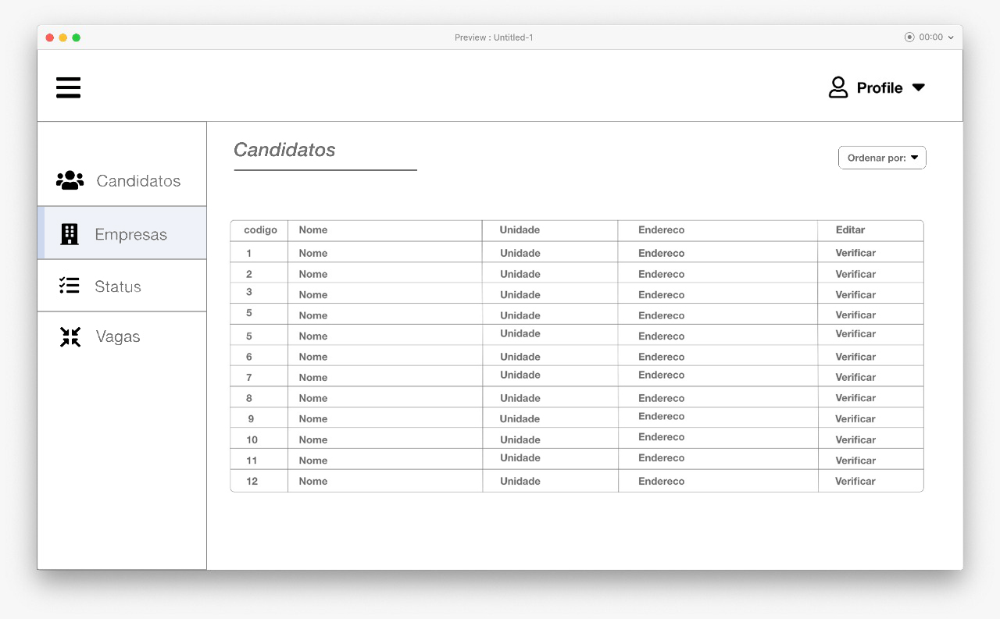 Preview : Untitled-1
00:00
Profile
Candidatos
Empresas
Status
Vagas
Candidatos
Ordenar por:
codigo Nome Unidade Endereco Editar
1 Nome Unidade Endereco Verificar
2 Nome Unidade Endereco Verificar
3 Nome Unidade Endereco Verificar
5 Nome Unidade Endereco Verificar
5 Nome Unidade Endereco Verificar
6 Nome Unidade Endereco Verificar
7 Nome Unidade Endereco Verificar
8 Nome Unidade Endereco Verificar
9 Nome Unidade Endereco Verificar
10 Nome Unidade Endereco Verificar
11 Nome Unidade Endereco Verificar
12 Nome Unidade Endereco Verificar